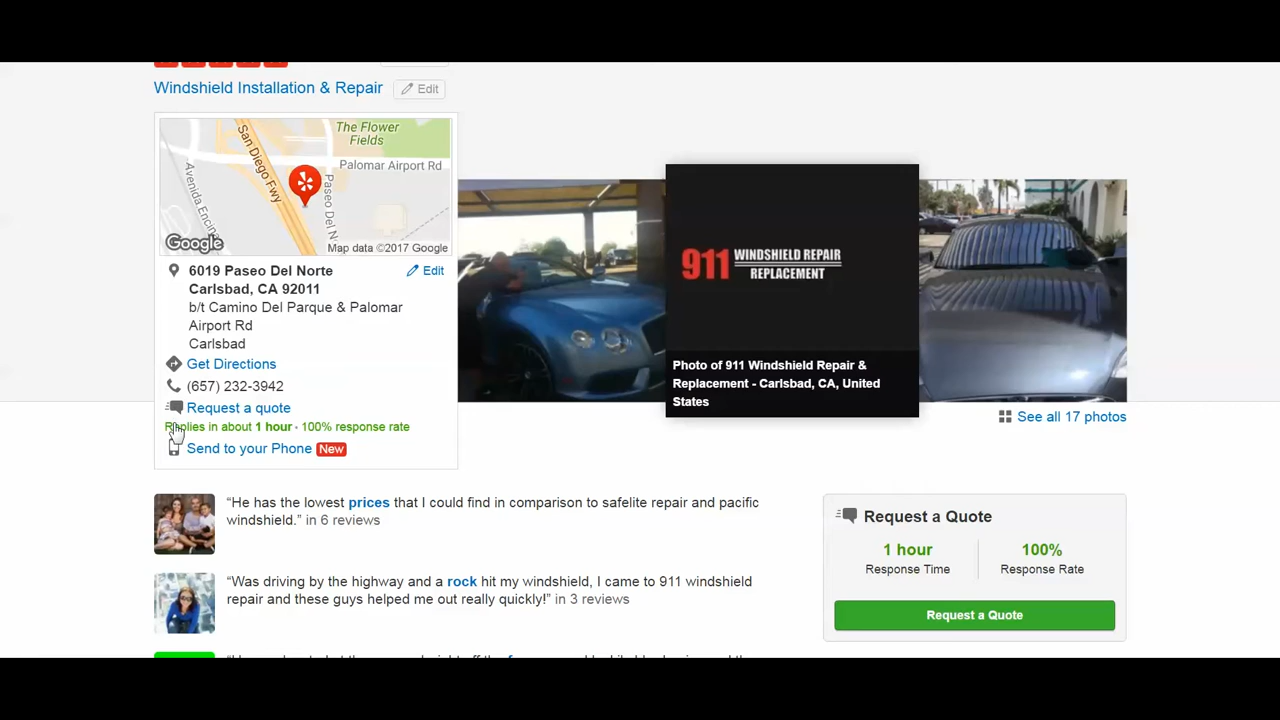 Windshield Installation & Repair
Edit
The Flower
Fields
San Diego Fwy
Palomar Airport Rd
Avenida Encin
Paseo Del N
Google
Map data ©2017 Google
6019 Paseo Del Norte
Edit
Carlsbad, CA 92011
b/t Camino Del Parque & Palomar
Airport Rd
Carlsbad
Get Directions
(657) 232-3942
Request a quote
Replies in about 1 hour · 100% response rate
Send to your Phone New
911 WINDSHIELD REPAIR
REPLACEMENT
Photo of 911 Windshield Repair &
Replacement - Carlsbad, CA, United
States
See all 17 photos
“He has the lowest prices that I could find in comparison to safelite repair and pacific
windshield.” in 6 reviews
“Was driving by the highway and a rock hit my windshield, I came to 911 windshield
repair and these guys helped me out really quickly!” in 3 reviews
Request a Quote
1 hour
100%
Response Time
Response Rate
Request a Quote